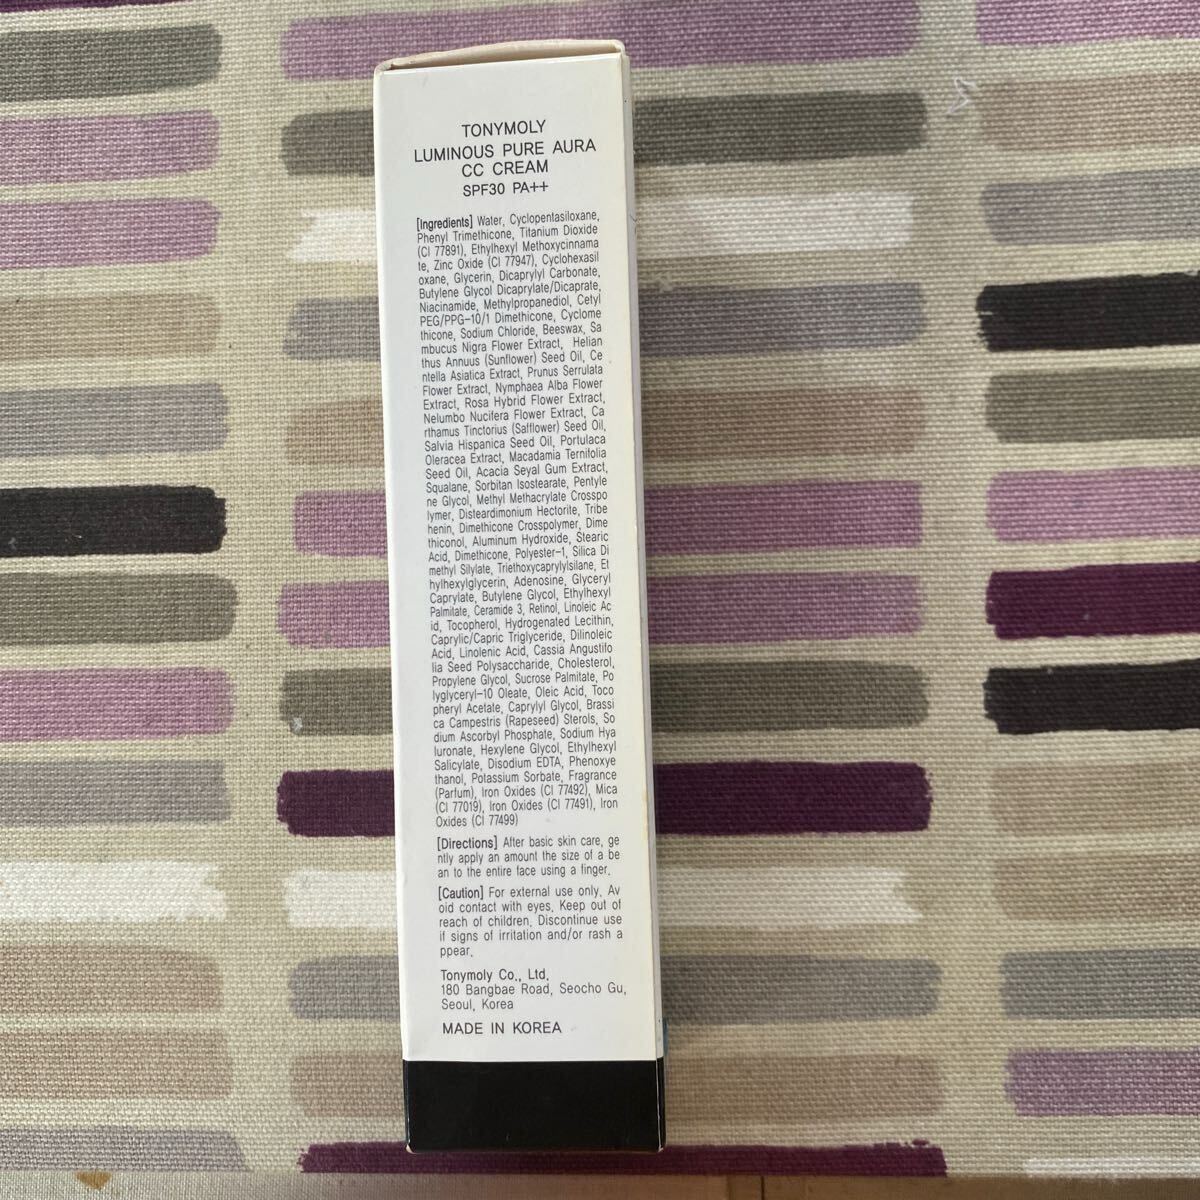 TONYMOLY
LUMINOUS PURE AURA
CC CREAM
SPF30 PA++
[Ingredients] Water, Cyclopentasiloxane,
Phenyl Trimethicone, Titanium Dioxide
(CI 77891), Ethylhexyl Methoxycinnama
te, Zinc Oxide (CI 77947), Cyclohexasil
oxane, Glycerin, Dicaprylyl Carbonate,
Butylene Glycol Dicaprylate/Dicaprate,
Niacinamide, Methylpropanediol, Cetyl
PEG/PPG-10/1 Dimethicone, Cyclome
thicone, Sodium Chloride, Beeswax, Sa
mbucus Nigra Flower Extract, Helian
thus Annuus (Sunflower) Seed Oil, Ce
ntella Asiatica Extract, Prunus Serrulata
Flower Extract, Nymphaea Alba Flower
Extract, Rosa Hybrid Flower Extract,
Nelumbo Nucifera Flower Extract, Ca
rthamus Tinctorius (Safflower) Seed Oil,
Salvia Hispanica Seed Oil, Portulaca
Oleracea Extract, Macadamia Ternifolia
Seed Oil, Acacia Seyal Gum Extract,
Squalane, Sorbitan Isostearate, Pentyle
ne Glycol, Methyl Methacrylate Crosspo
lymer, Disteardimonium Hectorite, Tribe
henin, Dimethicone Crosspolymer, Dime
thiconol, Aluminum Hydroxide, Stearic
Acid, Dimethicone, Polyester-1, Silica Di
methyl Silylate, Triethoxycaprylylsilane, Et
hylhexylglycerin, Adenosine, Glyceryl
Caprylate, Butylene Glycol, Ethylhexyl
Palmitate, Ceramide 3, Retinol, Linoleic Ac
id, Tocopherol, Hydrogenated Lecithin,
Caprylic/Capric Triglyceride, Dilinoleic
Acid, Linolenic Acid, Cassia Angustifo
lia Seed Polysaccharide, Cholesterol,
Propylene Glycol, Sucrose Palmitate, Po
lyglyceryl-10 Oleate, Oleic Acid, Toco
pheryl Acetate, Caprylyl Glycol, Brassi
ca Campestris (Rapeseed) Sterols, So
dium Ascorbyl Phosphate, Sodium Hya
luronate, Hexylene Glycol, Ethylhexyl
Salicylate, Disodium EDTA, Phenoxye
thanol, Potassium Sorbate, Fragrance
(Parfum), Iron Oxides (CI 77492), Mica
(CI 77019), Iron Oxides (CI 77491), Iron
Oxides (CI 77499)
[Directions] After basic skin care, ge
ntly apply an amount the size of a be
an to the entire face using a finger.
[Caution] For external use only. Av
oid contact with eyes. Keep out of
reach of children. Discontinue use
if signs of irritation and/or rash a
ppear.
Tonymoly Co., Ltd.
180 Bangbae Road, Seocho Gu,
Seoul, Korea
MADE IN KOREA